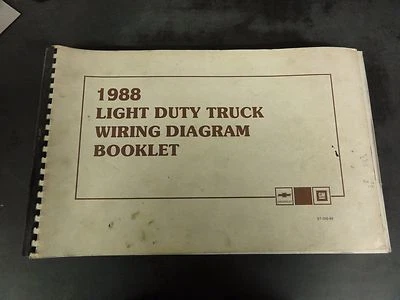 1988
LIGHT DUTY TRUCK
WIRING DIAGRAM
BOOKLET